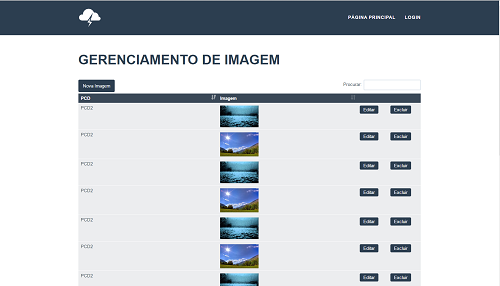 PÁGINA PRINCIPAL LOGIN
GERENCIAMENTO DE IMAGEM
Nova Imagem Procurar
PCD Imagem
PCD2 Editar Excluir
PCD2 Editar Excluir
PCD2 Editar Excluir
PCD2 Editar Excluir
PCD2 Editar Excluir
PCD2 Editar Excluir
PCD2 Editar Excluir